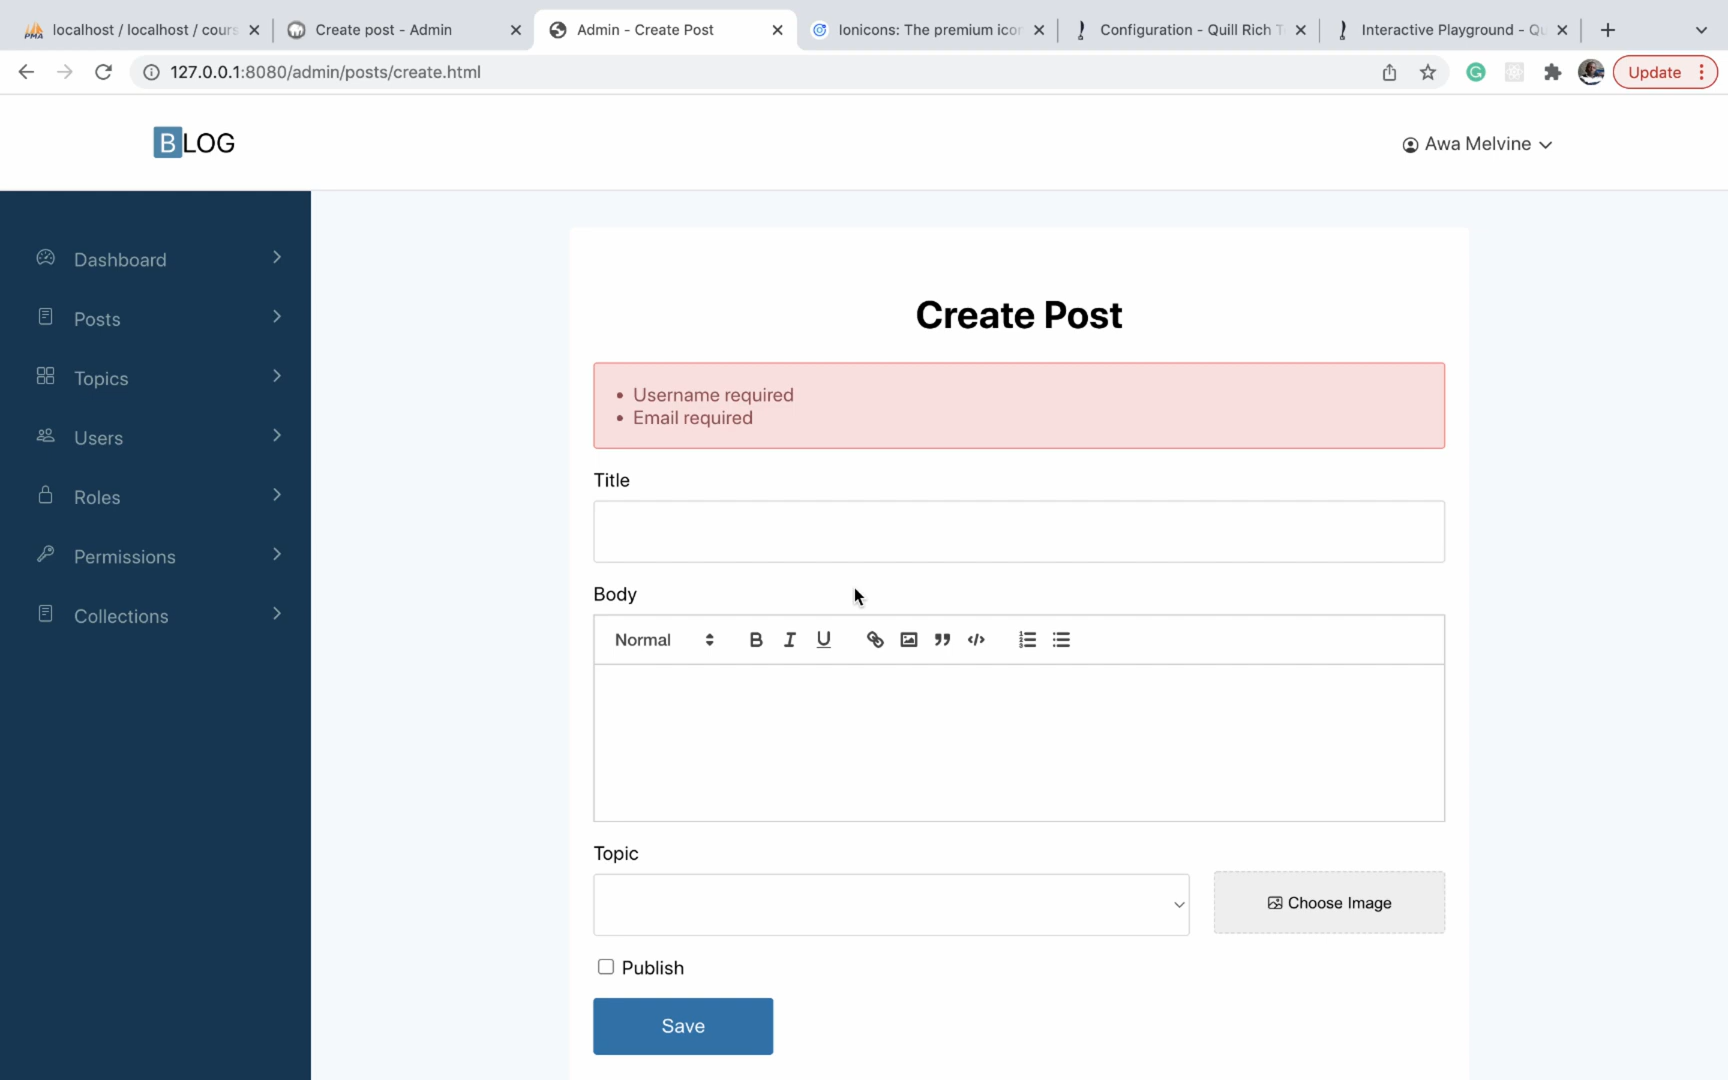 localhost / localhost / cours
Create post - Admin
Admin - Create Post
Ionicons: The premium icon
Configuration - Quill Rich T
Interactive Playground - Qu
127.0.0.1:8080/admin/posts/create.html
Update
BLOG
Awa Melvine
Dashboard
Posts
Topics
Users
Roles
Permissions
Collections
Create Post
• Username required
• Email required
Title
Body
Normal
Topic
Choose Image
Publish
Save